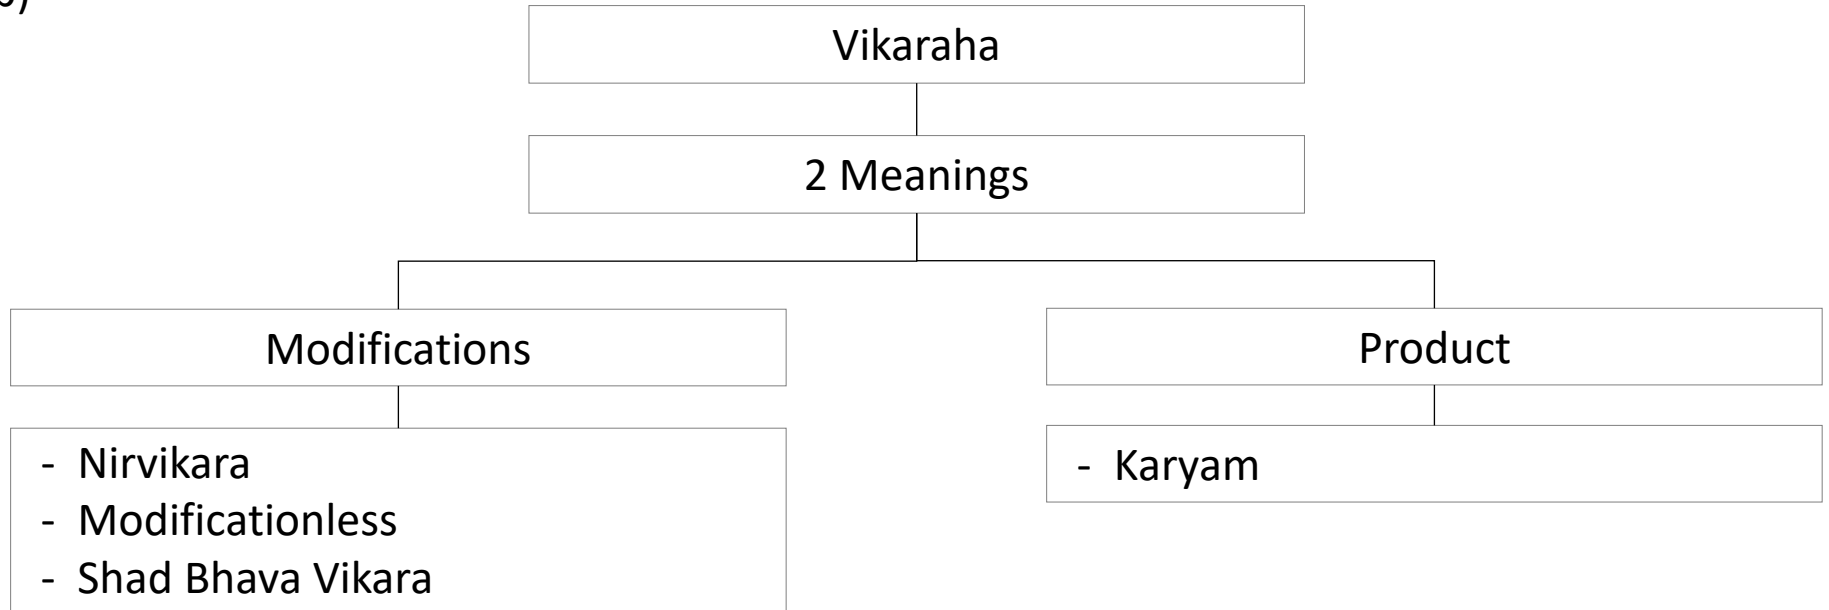 Vikaraha
2 Meanings
Modifications
Product
- Nirvikara
- Modificationless
- Shad Bhava Vikara
- Karyam